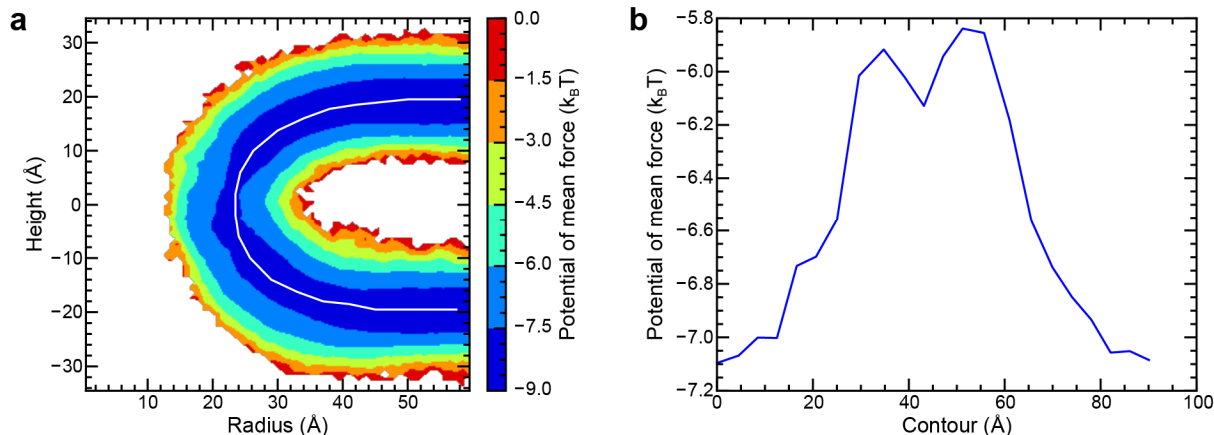 a
30
20
10
0
−10
−20
−30
Height (Å)
10 20 30 40 50
Radius (Å)
0.0
−1.5
−3.0
−4.5
−6.0
−7.5
−9.0
Potential of mean force (kBT)
b
−5.8
−6.0
−6.2
−6.4
−6.6
−6.8
−7.0
−7.2
Potential of mean force (kBT)
0 20 40 60 80 100
Contour (Å)